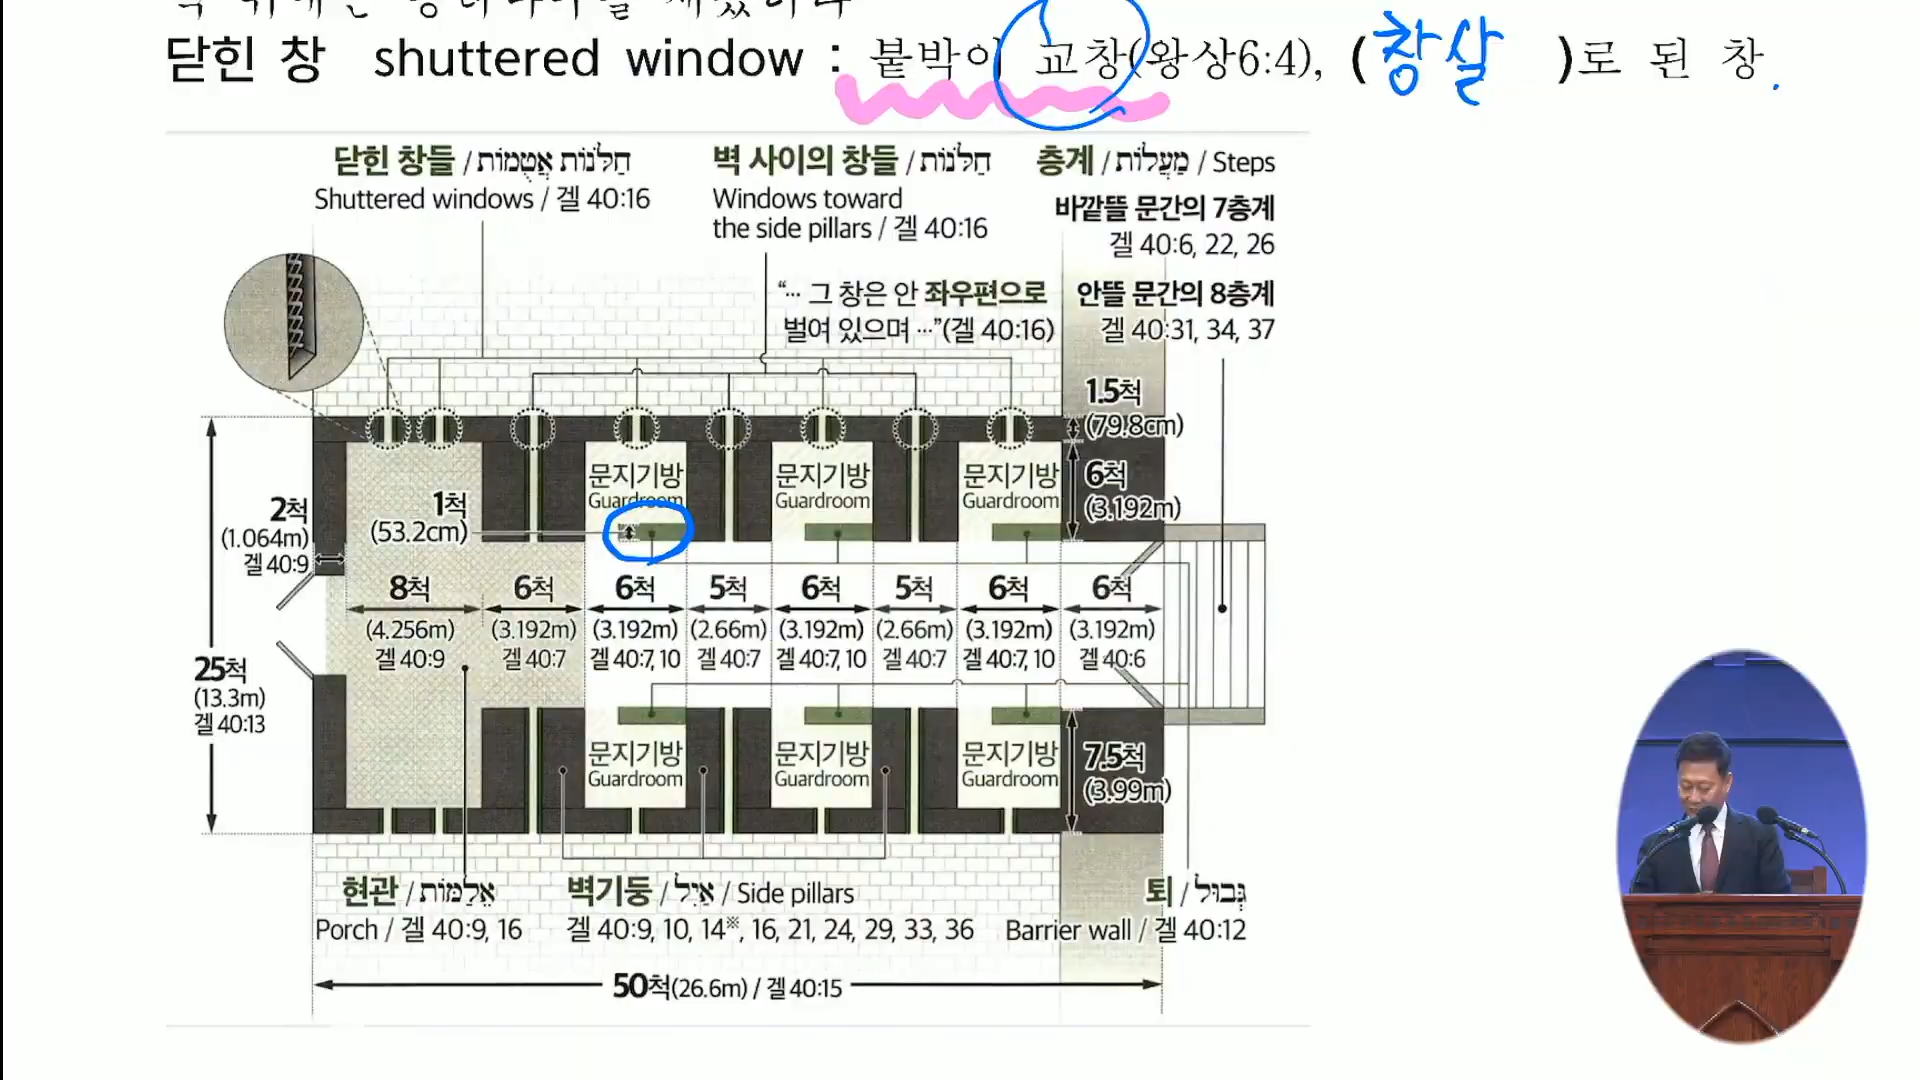 닫힌 창 shuttered window : 붙박이 교창(왕상6:4), (창살 )로 된 창.
닫힌 창들 / חַלֹּנוֹת אֲטֻמוֹת
Shuttered windows / 겔 40:16
벽 사이의 창들 / חַלֹּנוֹת
Windows toward
the side pillars / 겔 40:16
층계 / מַעֲלוֹת / Steps
바깥뜰 문간의 7층계
겔 40:6, 22, 26
안뜰 문간의 8층계
겔 40:31, 34, 37
“… 그 창은 안 좌우편으로
벌여 있으며 …”(겔 40:16)
1.5척
(79.8cm)
6척
(3.192m)
문지기방
Guardroom
문지기방
Guardroom
문지기방
Guardroom
2척
(1.064m)
겔 40:9
1척
(53.2cm)
8척
(4.256m)
겔 40:9
6척
(3.192m)
겔 40:7
6척
(3.192m)
겔 40:7, 10
5척
(2.66m)
겔 40:7
6척
(3.192m)
겔 40:7, 10
5척
(2.66m)
겔 40:7
6척
(3.192m)
겔 40:7, 10
6척
(3.192m)
겔 40:6
25척
(13.3m)
겔 40:13
문지기방
Guardroom
문지기방
Guardroom
문지기방
Guardroom
7.5척
(3.99m)
현관 / אֵלַמּוֹת
Porch / 겔 40:9, 16
벽기둥 / אַיִל / Side pillars
겔 40:9, 10, 14※, 16, 21, 24, 29, 33, 36
퇴 / גְּבוּל
Barrier wall / 겔 40:12
50척(26.6m) / 겔 40:15